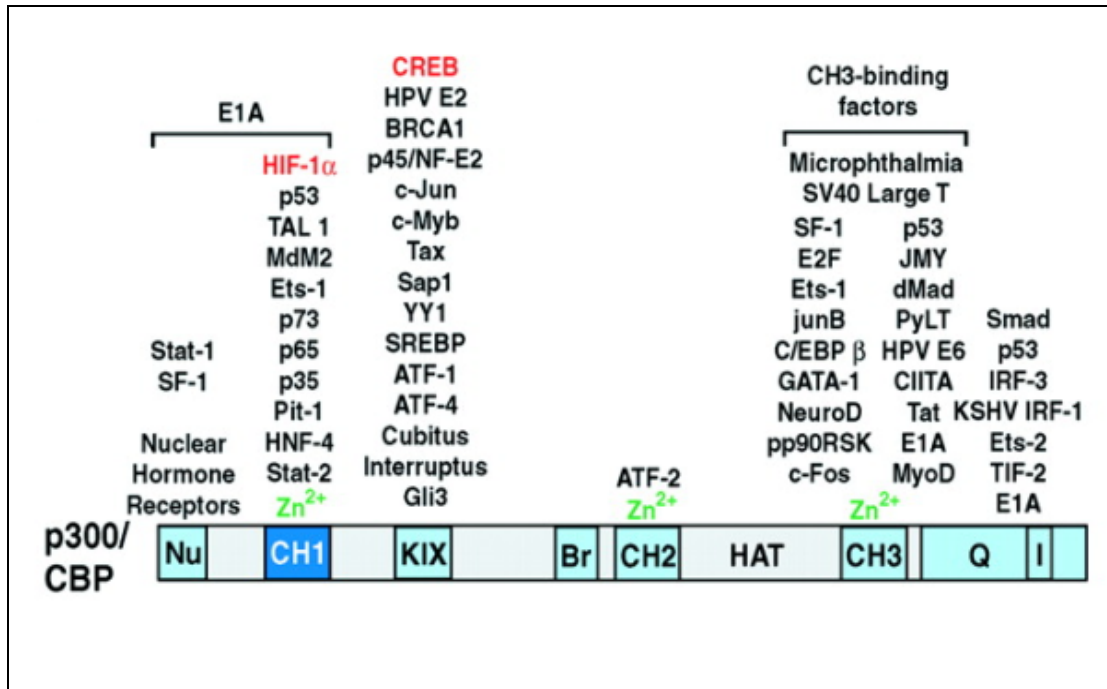 E1A
HIF-1α
p53
TAL 1
MdM2
Ets-1
p73
p65
p35
Pit-1
HNF-4
Stat-2
Zn2+
Stat-1
SF-1
Nuclear
Hormone
Receptors
CREB
HPV E2
BRCA1
p45/NF-E2
c-Jun
c-Myb
Tax
Sap1
YY1
SREBP
ATF-1
ATF-4
Cubitus
Interruptus
Gli3
ATF-2
Zn2+
CH3-binding
factors
Microphthalmia
SV40 Large T
SF-1 p53
E2F JMY
Ets-1 dMad
junB PyLT
C/EBP β HPV E6
GATA-1 CIITA
NeuroD Tat
pp90RSK E1A
c-Fos MyoD
Zn2+
Smad
p53
IRF-3
KSHV IRF-1
Ets-2
TIF-2
E1A
p300/
CBP
Nu CH1 KIX Br CH2 HAT CH3 Q I